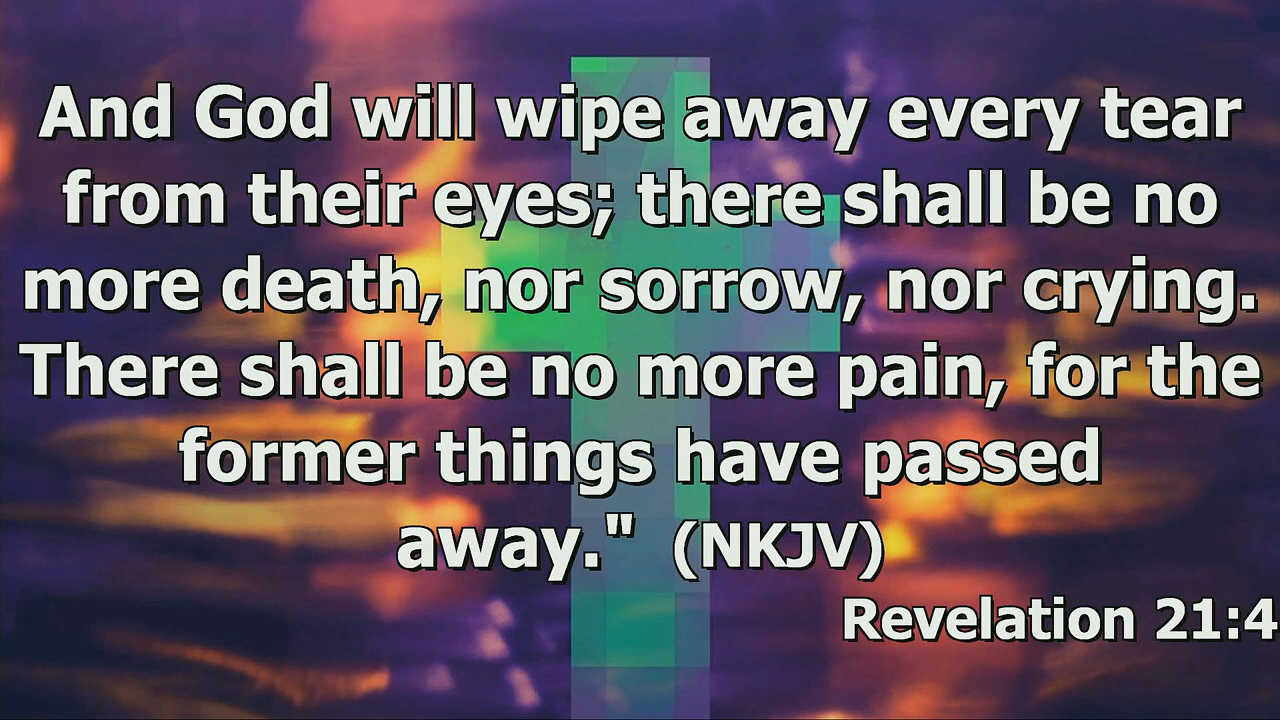 And God will wipe away every tear
from their eyes; there shall be no
more death, nor sorrow, nor crying.
There shall be no more pain, for the
former things have passed
away." (NKJV)
Revelation 21:4